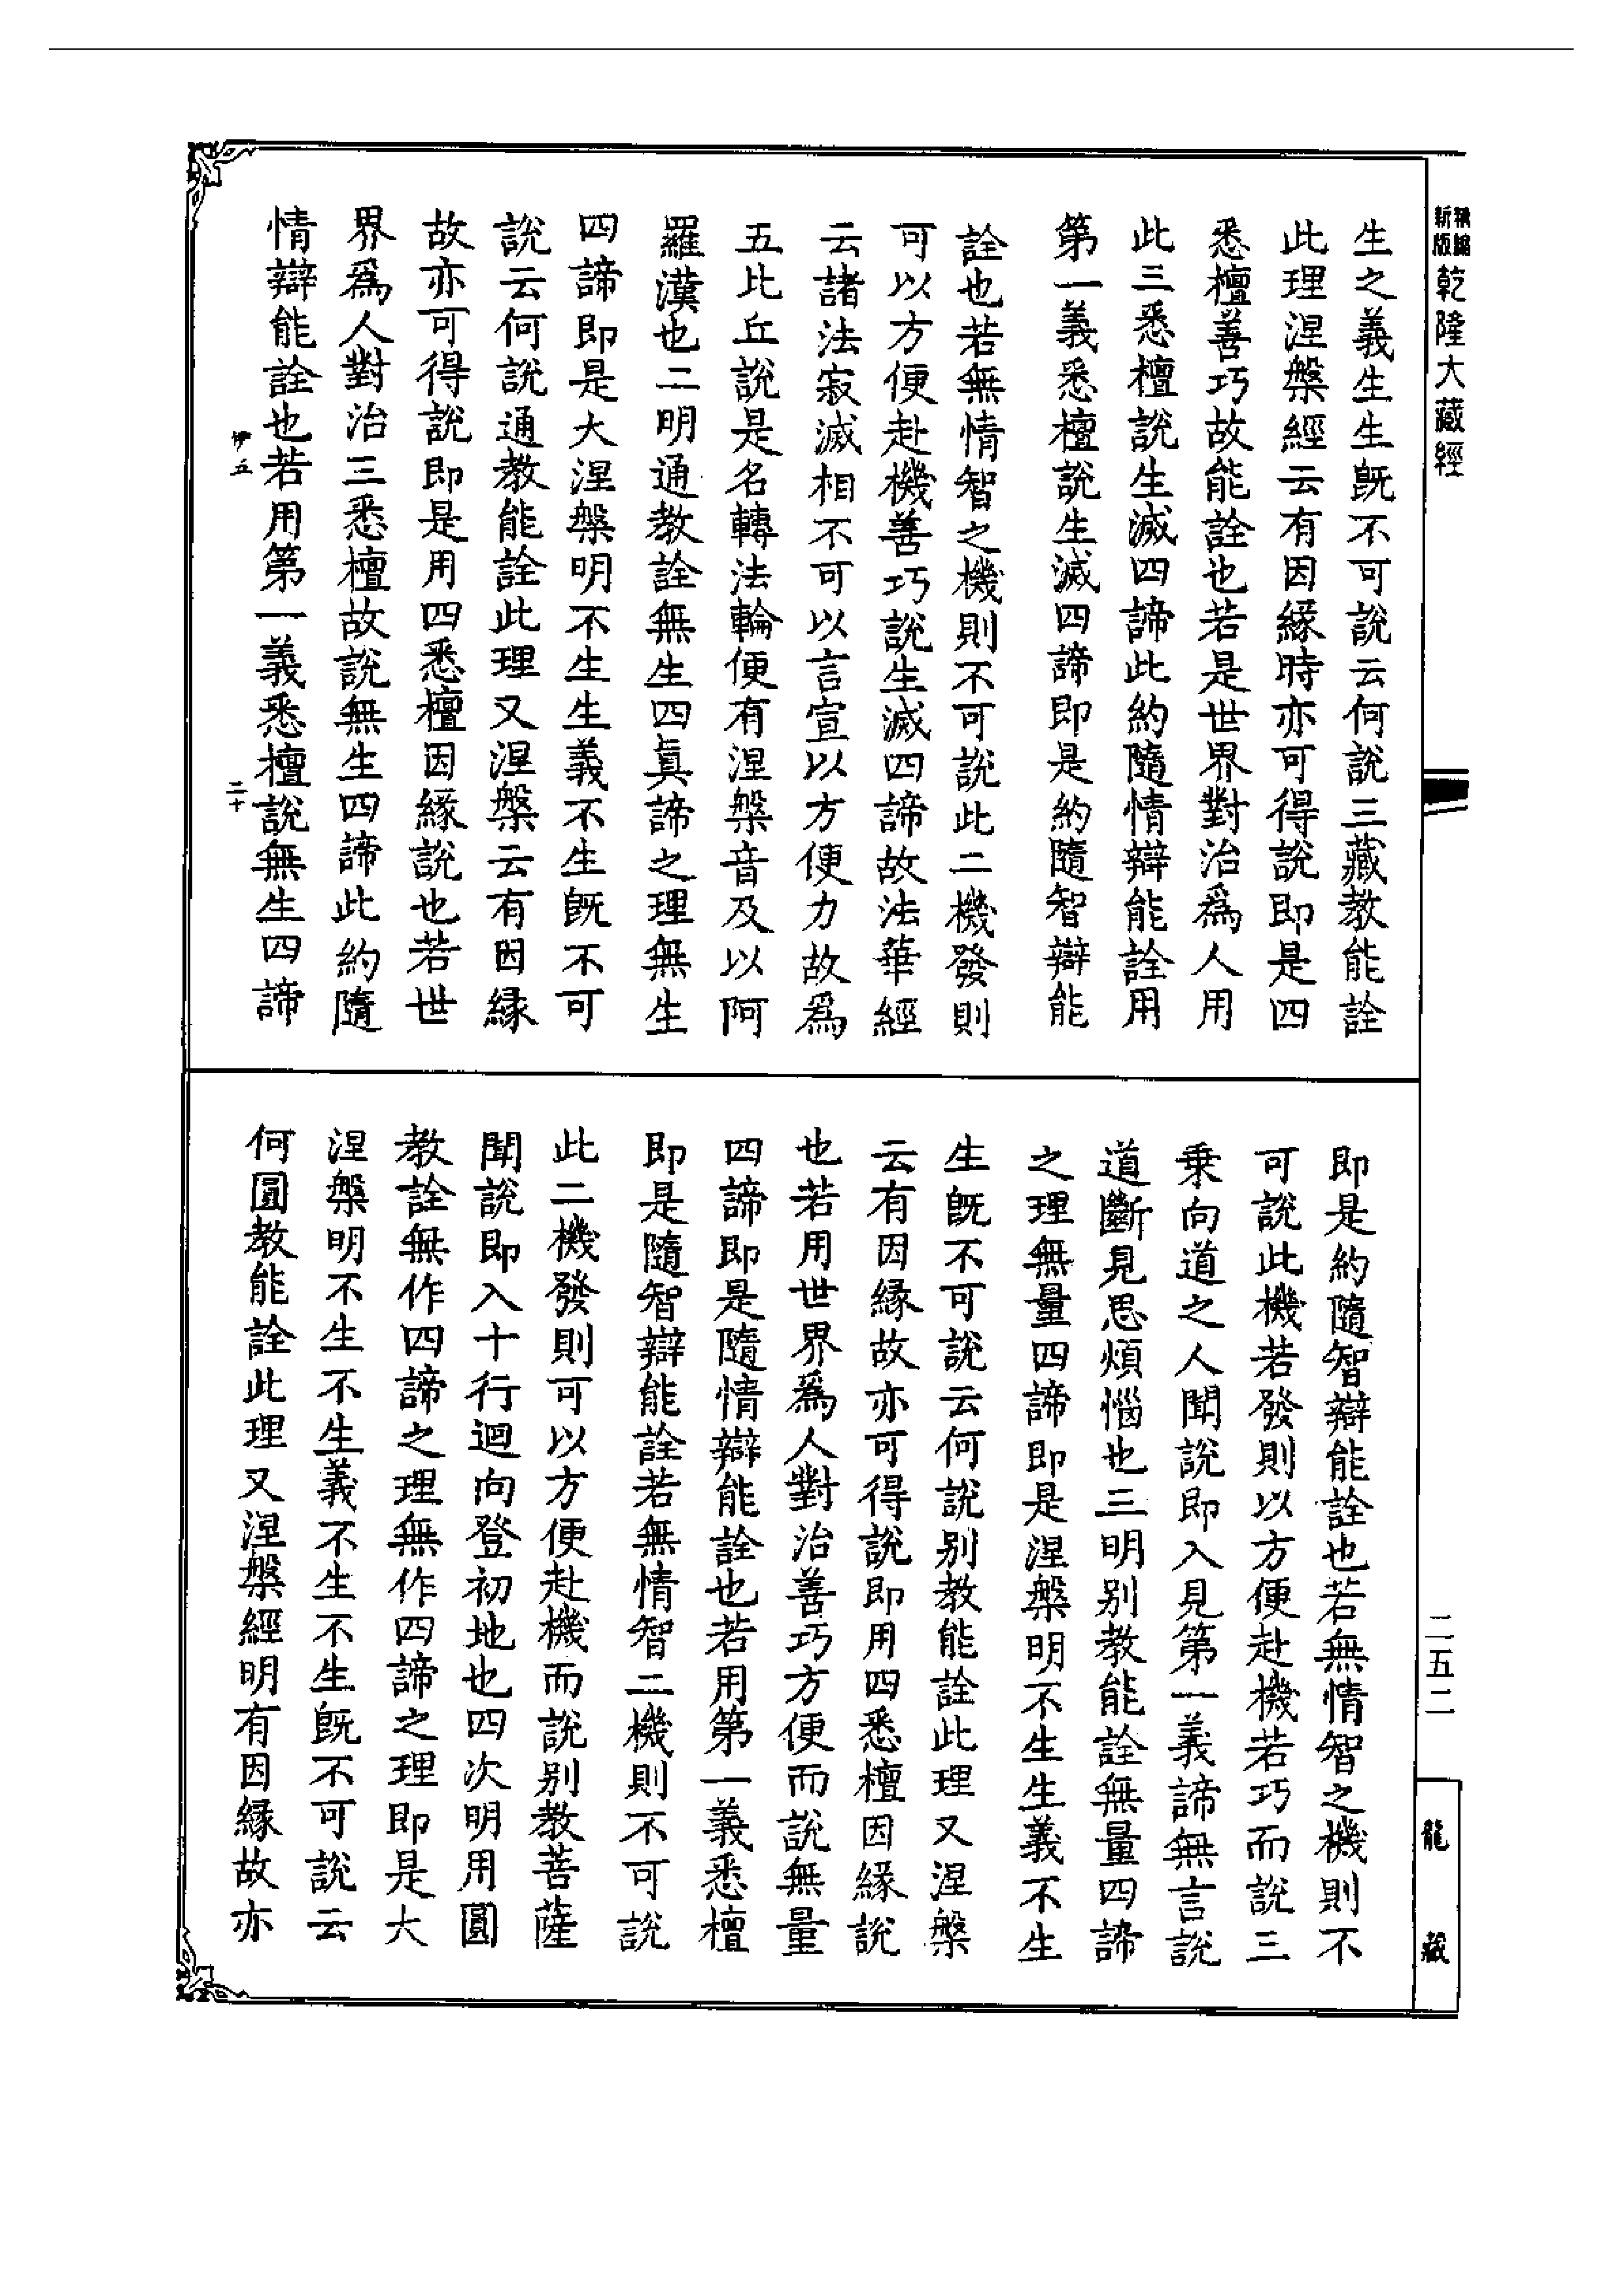 新編
新版
乾隆大藏經
生之義生生既不可說云何說三藏教能詮
此理涅槃經云有因緣時亦可得說即是四
悉檀善巧故能詮也若是世界對治爲人用
此三悉檀說生滅四諦此約隨情辯能詮用
第一義悉檀說生滅四諦即是約隨智辯能
詮也若無情智之機則不可說此二機發則
可以方便赴機善巧說生滅四諦故法華經
云諸法寂滅相不可以言宣以方便力故爲
五比丘說是名轉法輪便有涅槃音及以阿
羅漢也二明通教詮無生四眞諦之理無生
四諦即是大涅槃明不生生義不生既不可
說云何說通教能詮此理又涅槃云有因緣
故亦可得說即是用四悉檀因緣說也若世
界爲人對治三悉檀故說無生四諦此約隨
情辯能詮也若用第一義悉檀說無生四諦
伊五
二十
即是約隨智辯能詮也若無情智之機則不
可說此機若發則以方便赴機若巧而說三
乗向道之人聞說即入見第一義諦無言說
道斷見思煩惱也三明別教能詮無量四諦
之理無量四諦即是涅槃明不生生義不生
生既不可說云何說別教能詮此理又涅槃
云有因緣故亦可得說即用四悉檀因緣說
也若用世界爲人對治善巧方便而說無量
四諦即是隨情辯能詮也若用第一義悉檀
即是隨智辯能詮若無情智二機則不可說
此二機發則可以方便赴機而說別教菩薩
聞說即入十行迴向登初地也四次明用圓
教詮無作四諦之理無作四諦之理即是大
涅槃明不生不生義不生不生既不可說云
何圓教能詮此理又涅槃經明有因緣故亦
二五二
龍藏